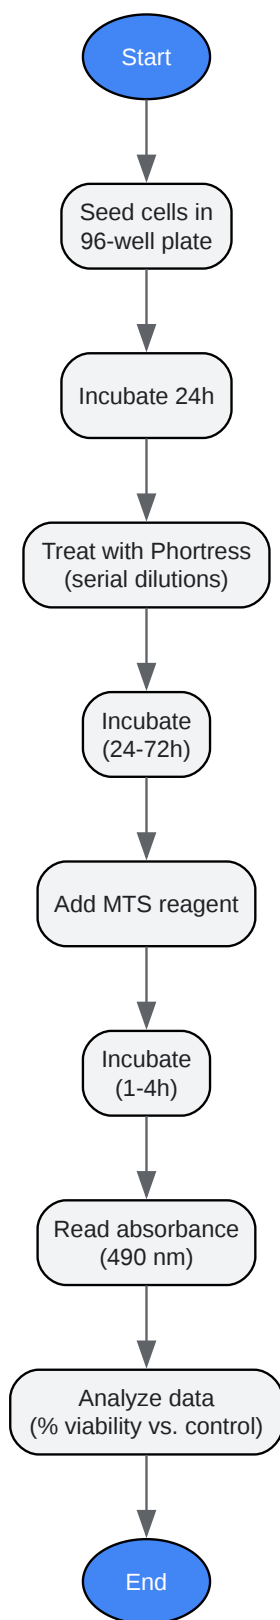 Start
Seed cells in
96-well plate
Incubate 24h
Treat with Phortress
(serial dilutions)
Incubate
(24-72h)
Add MTS reagent
Incubate
(1-4h)
Read absorbance
(490 nm)
Analyze data
(% viability vs. control)
End